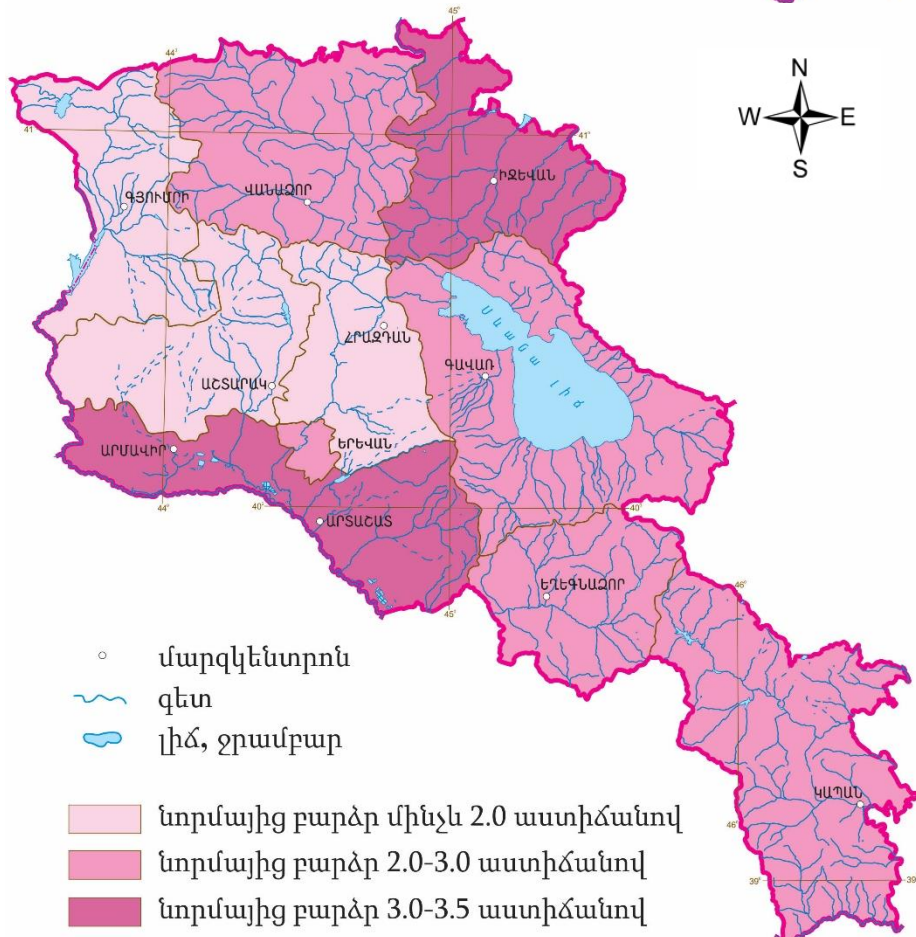 45°
44°
N
W E
S
41
41
ԻՋԵՎԱՆ
ԳՅՈՒՄՐԻ
ՎԱՆԱՁՈՐ
Սևանա լիճ
ՀՐԱԶԴԱՆ
ԳԱՎԱՌ
ԱՇՏԱՐԱԿ
ԵՐԵՎԱՆ
ԱՐՄԱՎԻՐ
44°
40
40
ԱՐՏԱՇԱՏ
ԵՂԵԳՆԱՁՈՐ
46°
45°
մարզկենտրոն
գետ
լիճ, ջրամբար
ԿԱՊԱՆ
նորմայից բարձր մինչև 2.0 աստիճանով
46°
նորմայից բարձր 2.0-3.0 աստիճանով
39°
39
նորմայից բարձր 3.0-3.5 աստիճանով